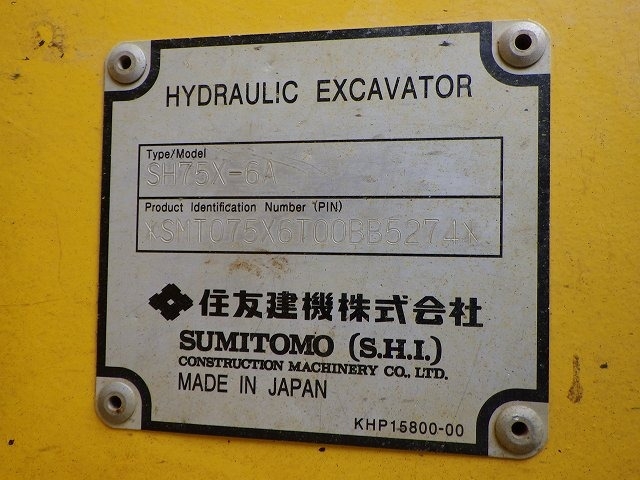 HYDRAULIC EXCAVATOR
Type/Model
SH75X-6A
Product Identification Number (PIN)
*SMT075X6T00BB5274*
住友建機株式会社
SUMITOMO (S.H.I.)
CONSTRUCTION MACHINERY CO., LTD.
MADE IN JAPAN
KHP15800-00